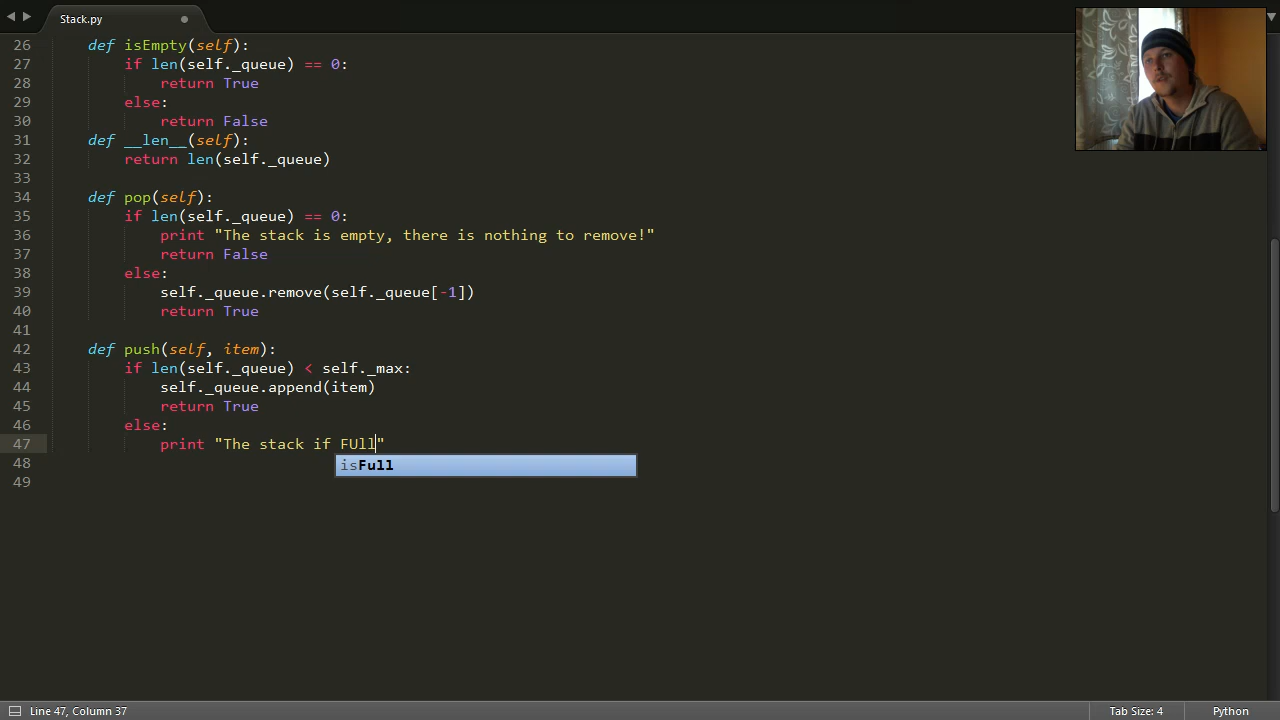 Stack.py
26 def isEmpty(self):
27 if len(self._queue) == 0:
28 return True
29 else:
30 return False
31 def __len__(self):
32 return len(self._queue)
33
34 def pop(self):
35 if len(self._queue) == 0:
36 print "The stack is empty, there is nothing to remove!"
37 return False
38 else:
39 self._queue.remove(self._queue[-1])
40 return True
41
42 def push(self, item):
43 if len(self._queue) < self._max:
44 self._queue.append(item)
45 return True
46 else:
47 print "The stack if FUll"
48 isFull
49
Line 47, Column 37 Tab Size: 4 Python